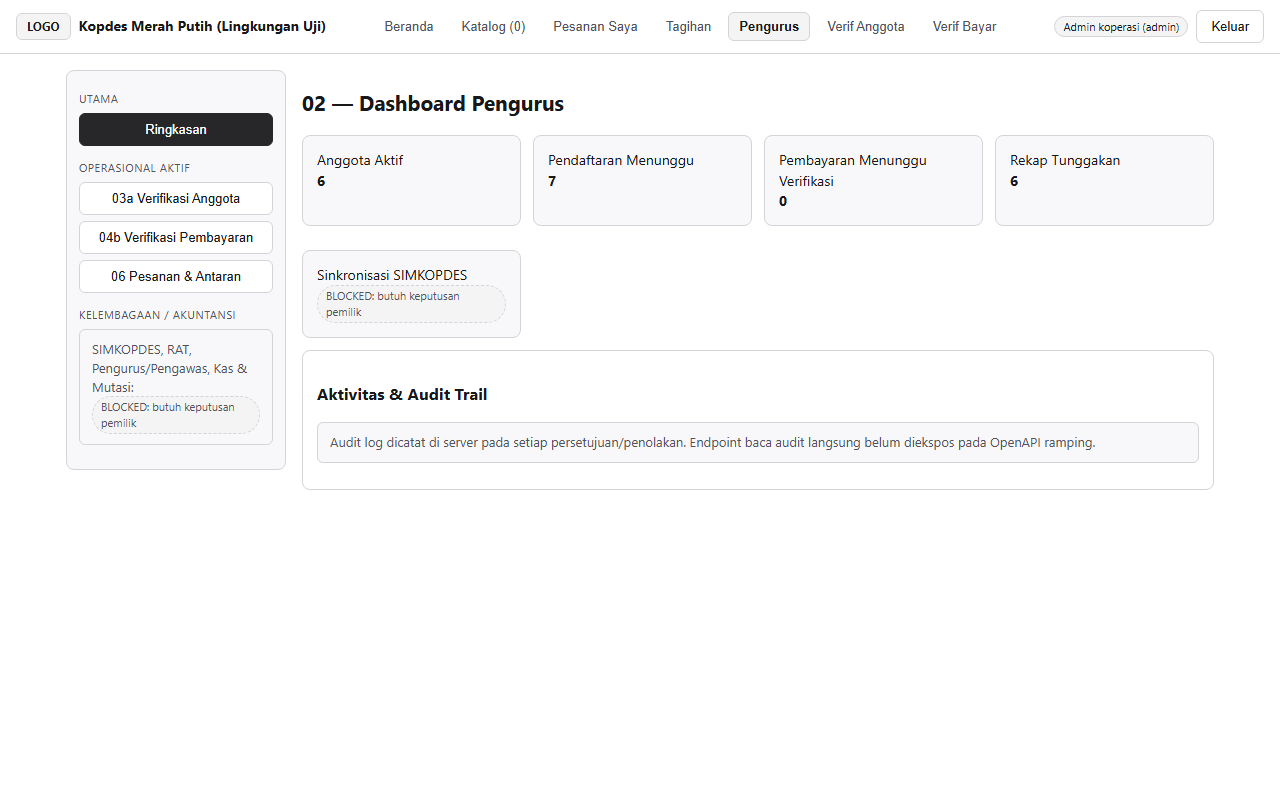 LOGO
Kopdes Merah Putih (Lingkungan Uji)
Beranda
Katalog (0)
Pesanan Saya
Tagihan
Pengurus
Verif Anggota
Verif Bayar
Admin koperasi (admin)
Keluar
UTAMA
Ringkasan
OPERASIONAL AKTIF
03a Verifikasi Anggota
04b Verifikasi Pembayaran
06 Pesanan & Antaran
KELEMBAGAAN / AKUNTANSI
SIMKOPDES, RAT,
Pengurus/Pengawas, Kas &
Mutasi:
BLOCKED: butuh keputusan
pemilik
02 — Dashboard Pengurus
Anggota Aktif
6
Pendaftaran Menunggu
7
Pembayaran Menunggu
Verifikasi
0
Rekap Tunggakan
6
Sinkronisasi SIMKOPDES
BLOCKED: butuh keputusan
pemilik
Aktivitas & Audit Trail
Audit log dicatat di server pada setiap persetujuan/penolakan. Endpoint baca audit langsung belum diekspos pada OpenAPI ramping.